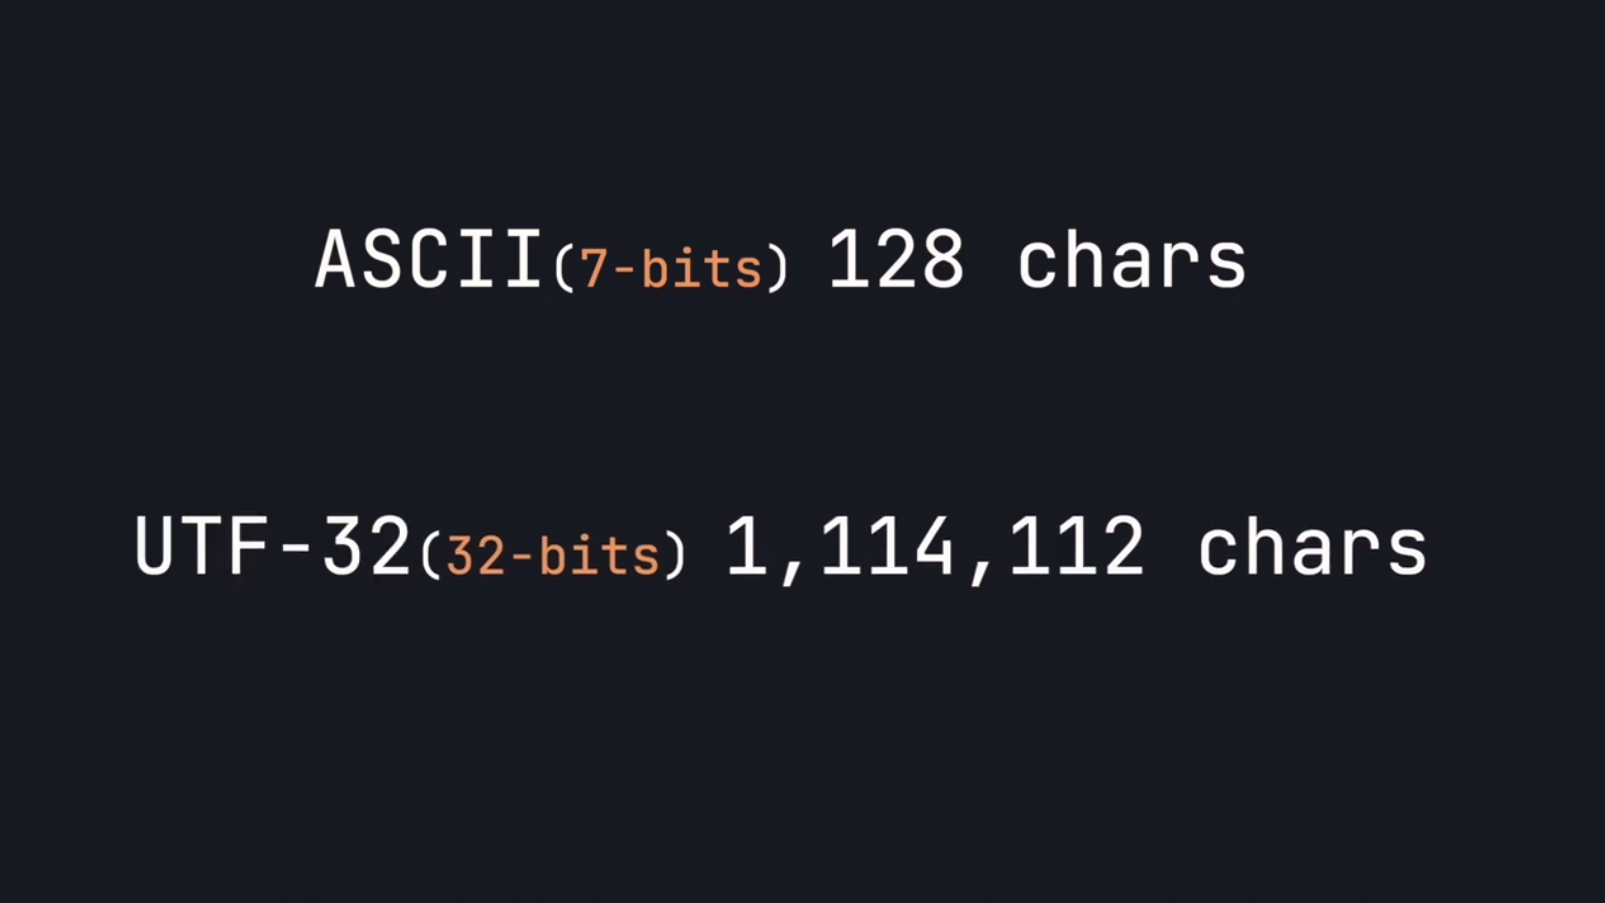 ASCII(7-bits) 128 chars
UTF-32(32-bits) 1,114,112 chars